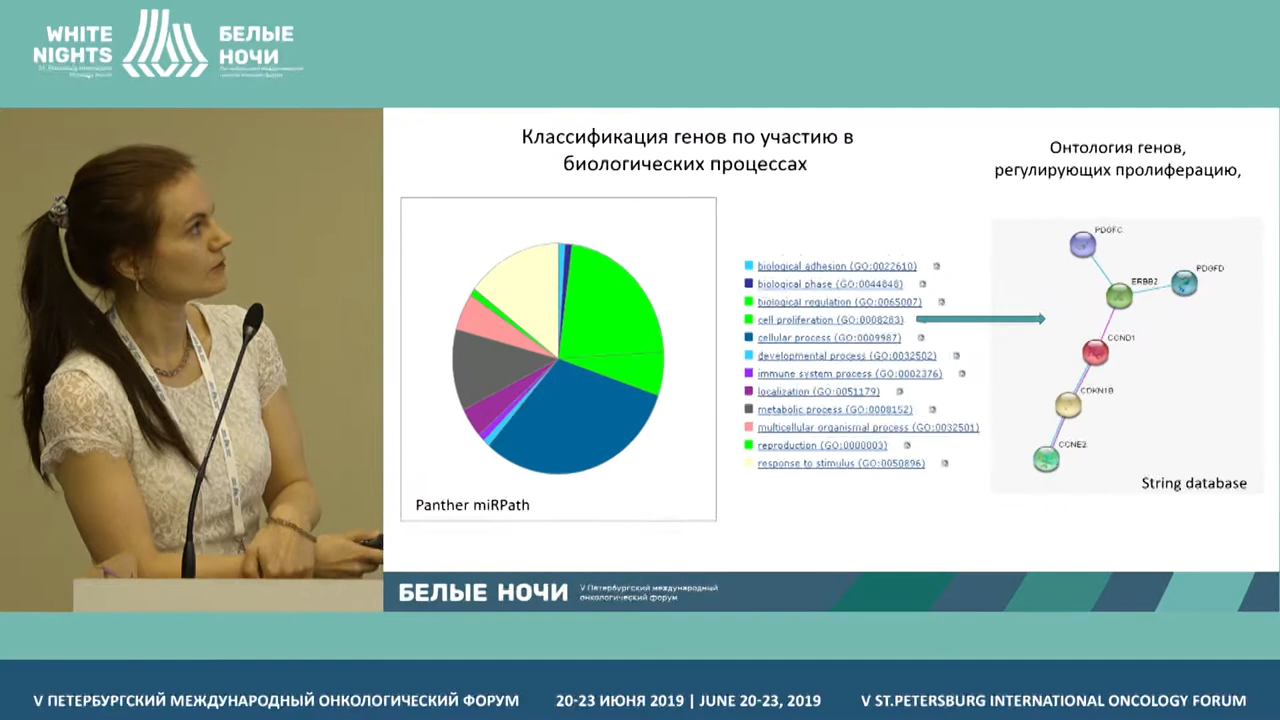 WHITE
NIGHTS
БЕЛЫЕ
НОЧИ
Классификация генов по участию в
биологических процессах
Онтология генов,
регулирующих пролиферацию,
biological adhesion (GO:0022610)
biological phase (GO:0044848)
biological regulation (GO:0065007)
cell proliferation (GO:0008283)
cellular process (GO:0009987)
developmental process (GO:0032502)
immune system process (GO:0002376)
localization (GO:0051179)
metabolic process (GO:0008152)
multicellular organismal process (GO:0032501)
reproduction (GO:0000003)
response to stimulus (GO:0050896)
Panther miRPath
PDGFC
PDGFD
ERBB2
CCND1
CDKN1B
CCNE2
String database
БЕЛЫЕ НОЧИ
V Петербургский международный
онкологический форум
V ПЕТЕРБУРГСКИЙ МЕЖДУНАРОДНЫЙ ОНКОЛОГИЧЕСКИЙ ФОРУМ
20-23 ИЮНЯ 2019 | JUNE 20-23, 2019
V ST.PETERSBURG INTERNATIONAL ONCOLOGY FORUM